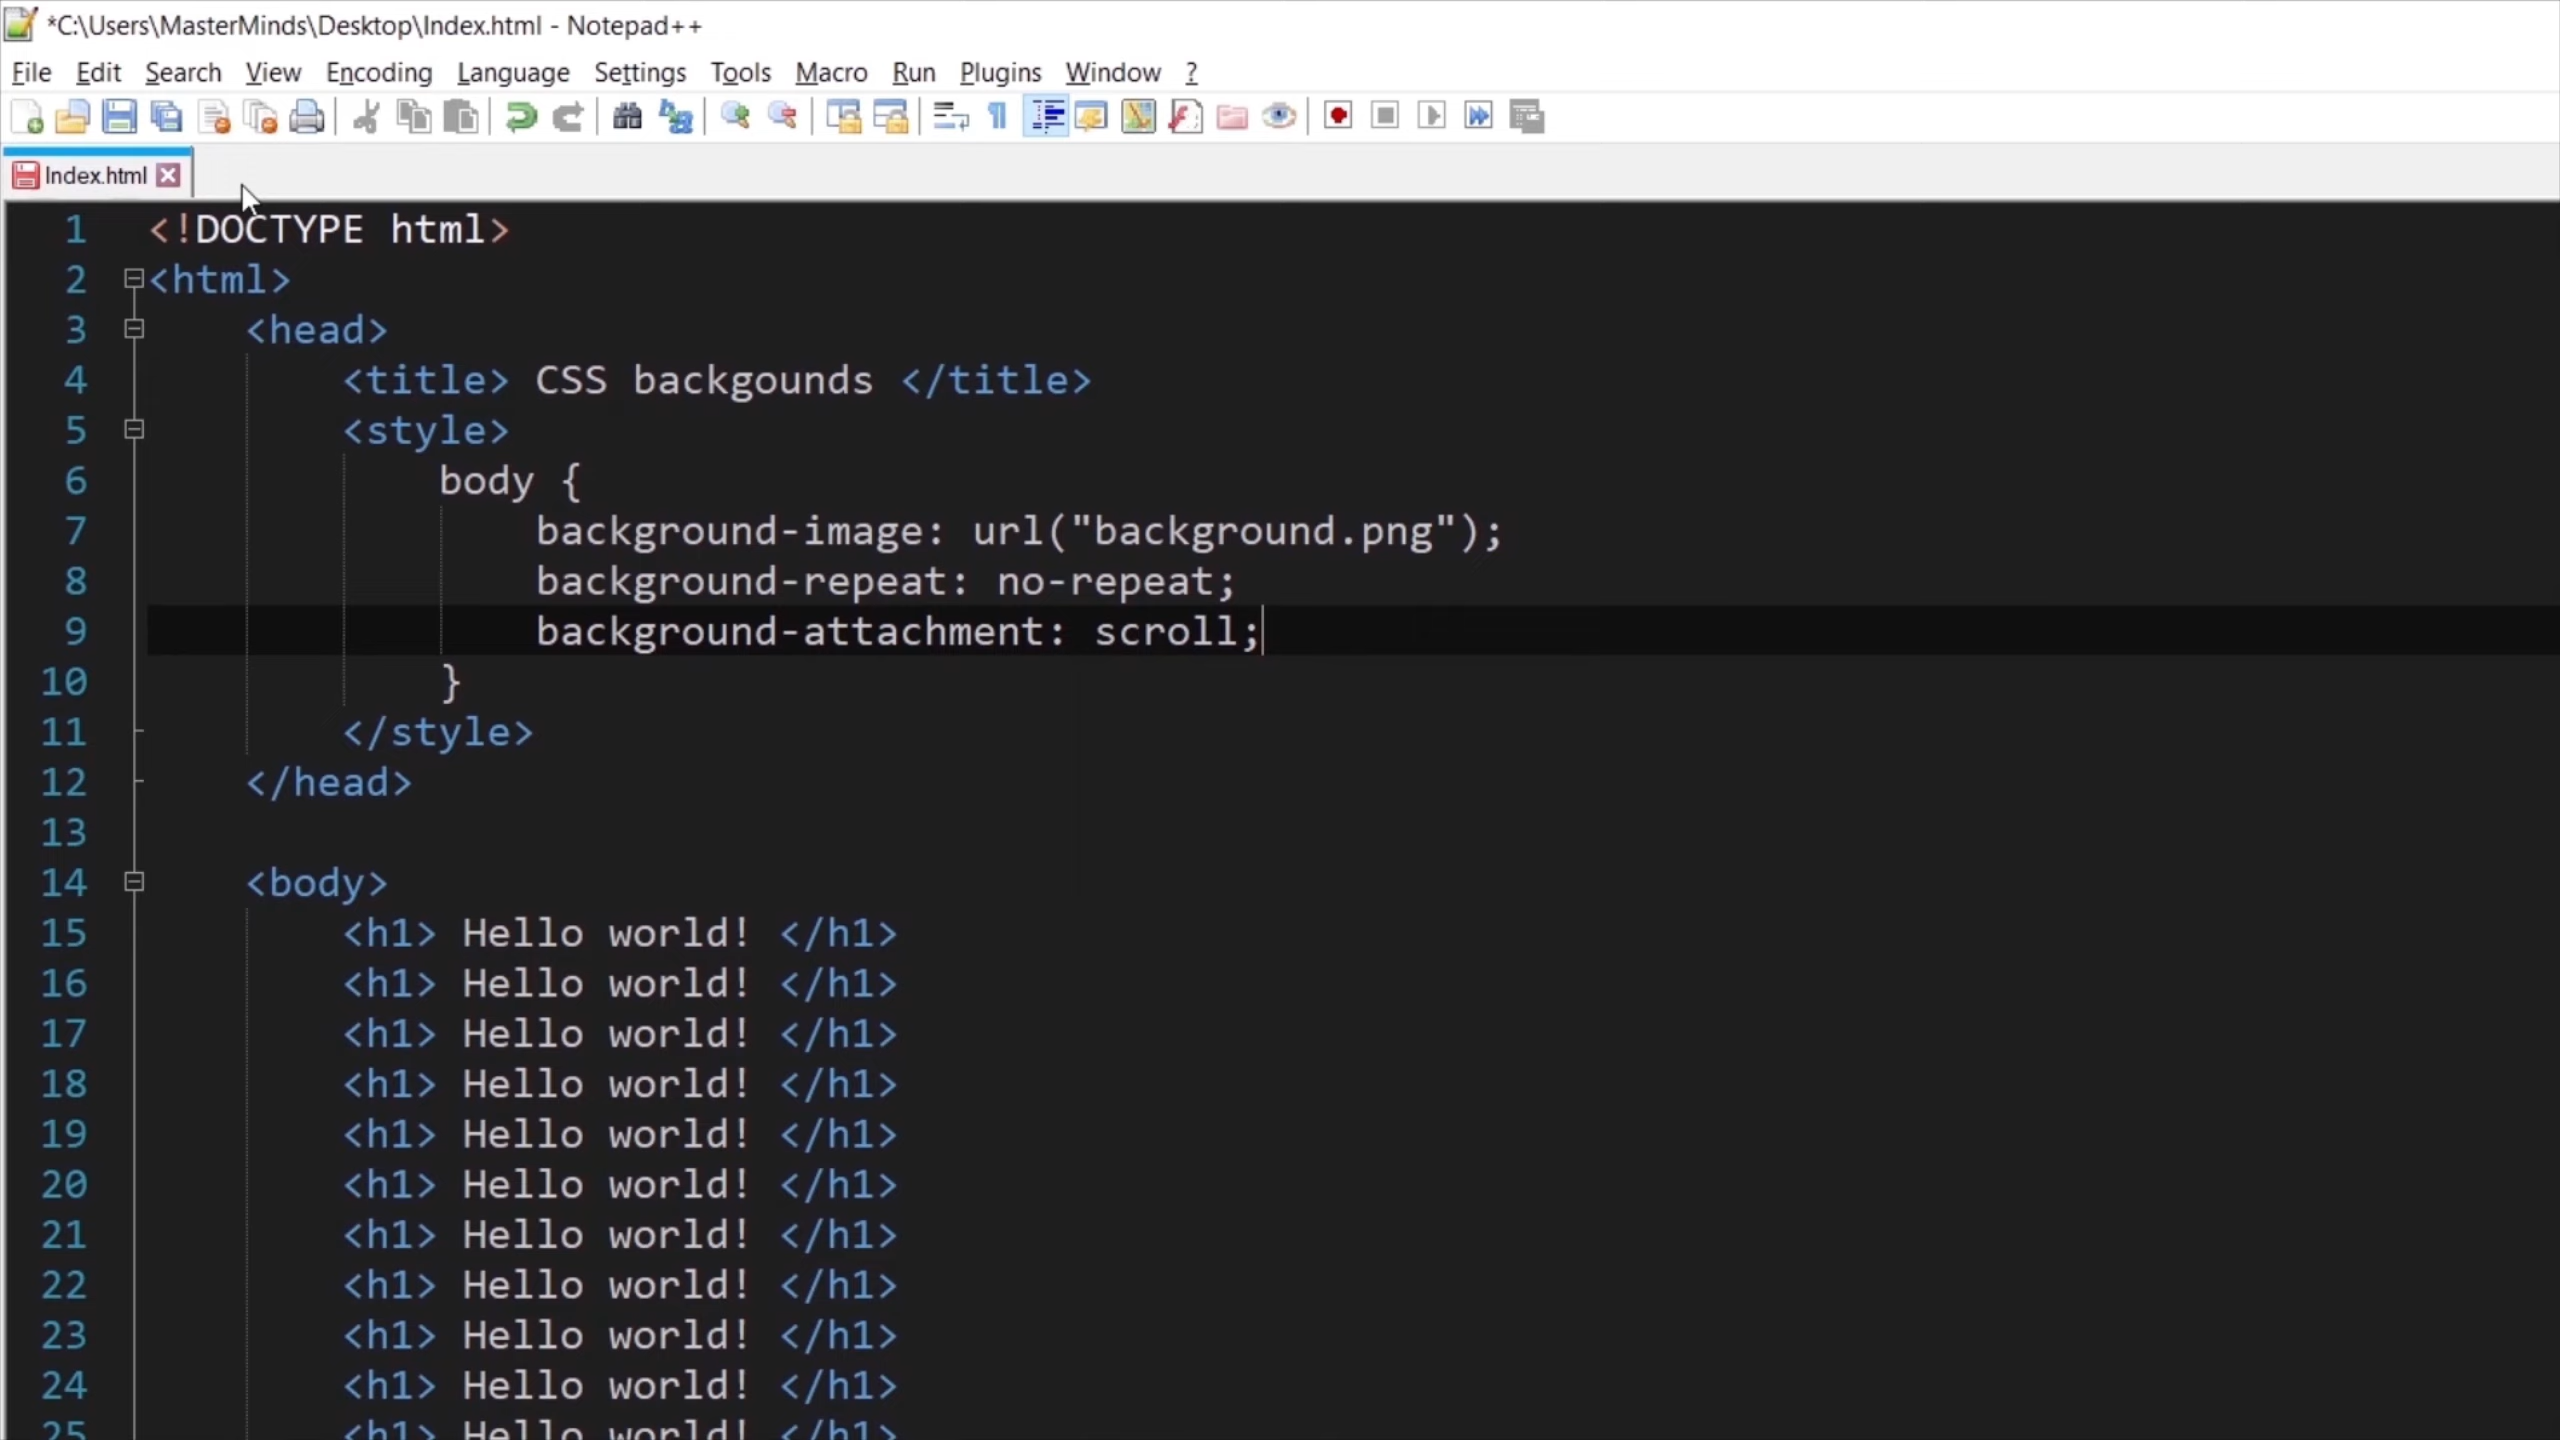 *C:\Users\MasterMinds\Desktop\Index.html - Notepad++
File Edit Search View Encoding Language Settings Tools Macro Run Plugins Window ?
Index.html
1 <!DOCTYPE html>
2 <html>
3 <head>
4 <title> CSS backgounds </title>
5 <style>
6 body {
7 background-image: url("background.png");
8 background-repeat: no-repeat;
9 background-attachment: scroll;
10 }
11 </style>
12 </head>
13
14 <body>
15 <h1> Hello world! </h1>
16 <h1> Hello world! </h1>
17 <h1> Hello world! </h1>
18 <h1> Hello world! </h1>
19 <h1> Hello world! </h1>
20 <h1> Hello world! </h1>
21 <h1> Hello world! </h1>
22 <h1> Hello world! </h1>
23 <h1> Hello world! </h1>
24 <h1> Hello world! </h1>
25 <h1> Hello world! </h1>